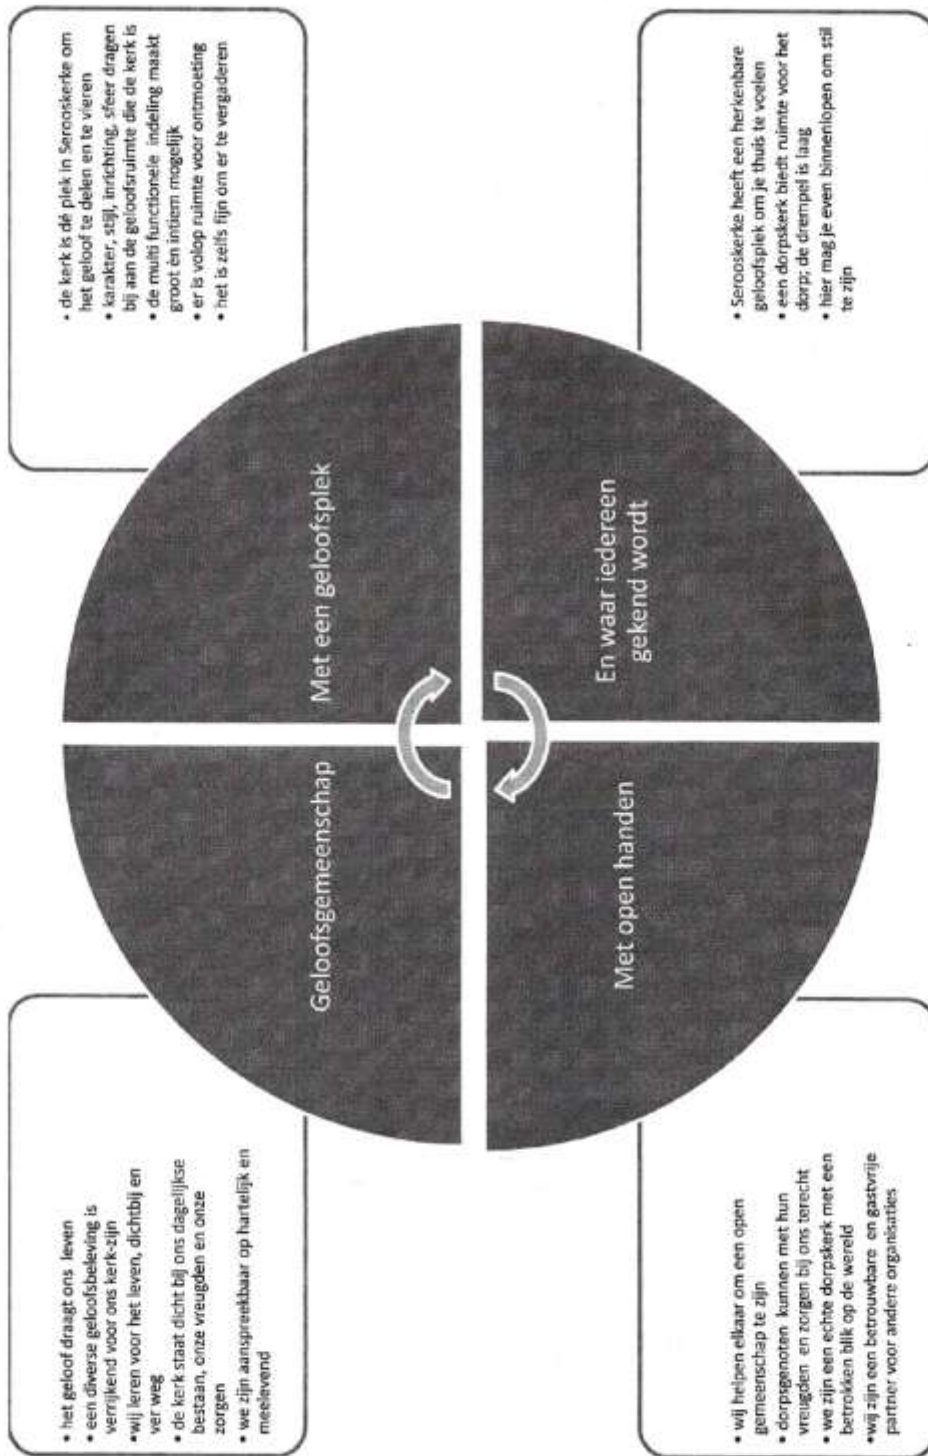 • het geloof draagt ons leven
• een diverse geloofsbeleving is
verrijkend voor ons kerk-zijn
•wij leren voor het leven, dichtbij en
ver weg
• de kerk staat dicht bij ons dagelijkse
bestaan, onze vreugden en onze
zorgen
• we zijn aanspreekbaar op hartelijk en
meelevend
• de kerk is dé plek in Serooskerke om
het geloof te delen en te vieren
• karakter, stijl, inrichting, sfeer dragen
bij aan de geloofsruimte die de kerk is
• de multi functionele indeling maakt
groot én intiem mogelijk
• er is volop ruimte voor ontmoeting
• het is zelfs fijn om er te vergaderen
Geloofsgemeenschap
Met een geloofsplek
Met open handen
En waar iedereen
gekend wordt
• wij helpen elkaar om een open
gemeenschap te zijn
• dorpsgenoten kunnen met hun
vreugden en zorgen bij ons terecht
• we zijn een echte dorpskerk met een
betrokken blik op de wereld
•wij zijn een betrouwbare en gastvrije
partner voor andere organisaties
• Serooskerke heeft een herkenbare
geloofsplek om je thuis te voelen
• een dorpskerk biedt ruimte voor het
dorp; de drempel is laag
• hier mag je even binnenlopen om stil
te zijn